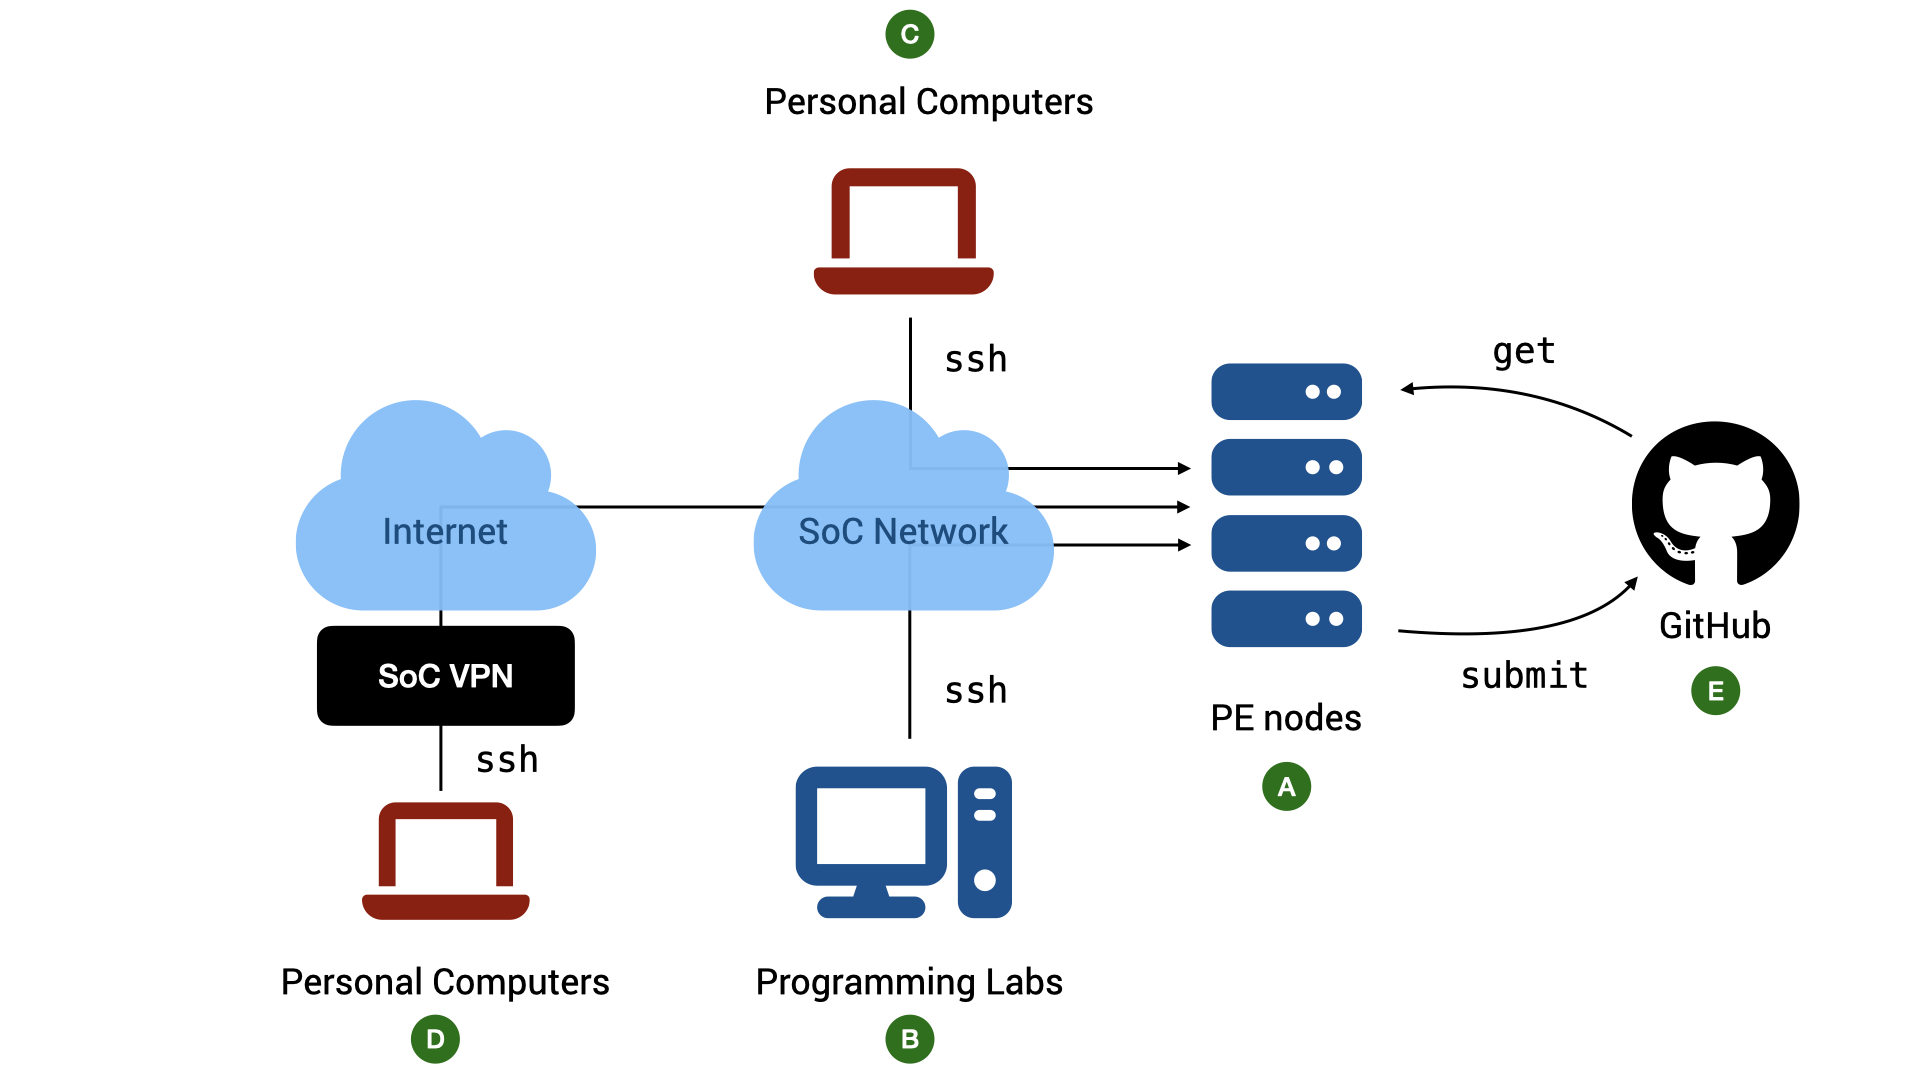 C
Personal Computers
ssh
get
Internet
SoC Network
GitHub
E
submit
SoC VPN
ssh
PE nodes
A
ssh
Personal Computers
D
Programming Labs
B